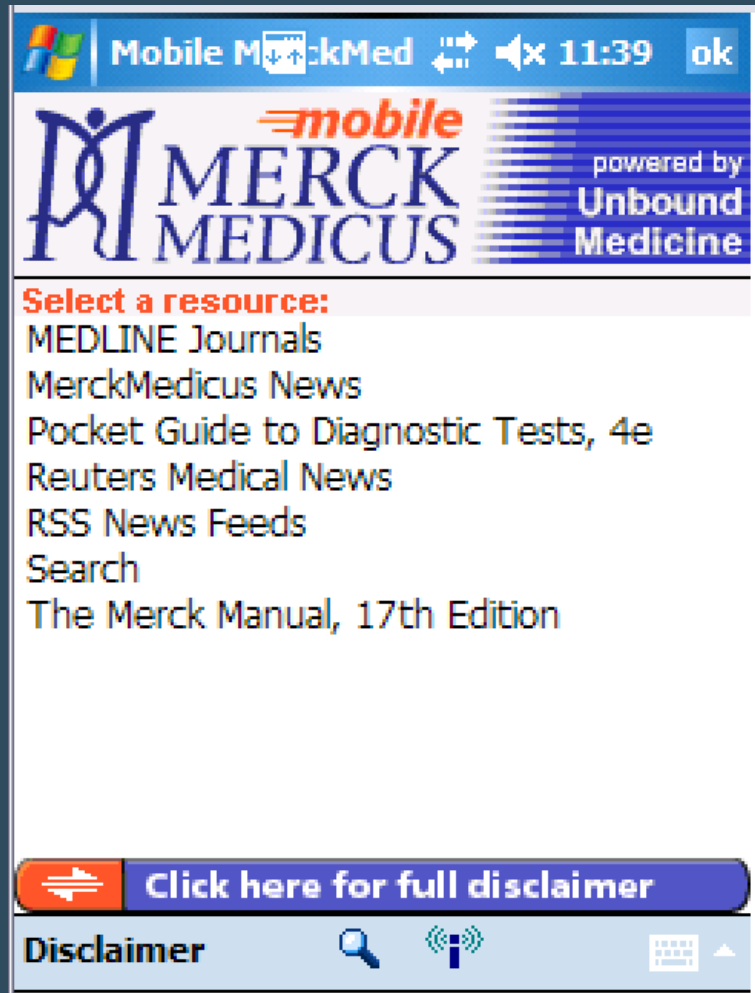 Mobile M ckMed 11:39 ok
mobile
MERCK
MEDICUS
powered by
Unbound
Medicine
Select a resource:
MEDLINE Journals
MerckMedicus News
Pocket Guide to Diagnostic Tests, 4e
Reuters Medical News
RSS News Feeds
Search
The Merck Manual, 17th Edition
Click here for full disclaimer
Disclaimer